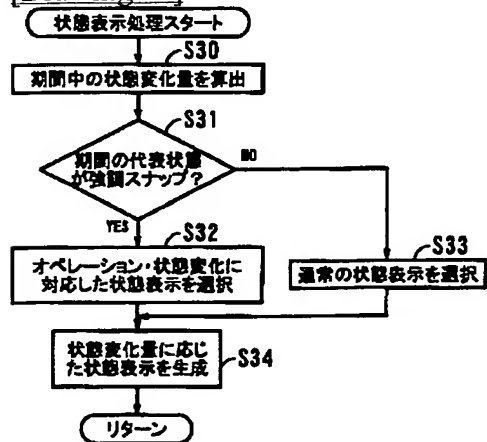 状態表示処理スタート
S30
期間中の状態変化量を算出
S31
期間の代表状態
が強調スナップ？
NO
YES
S32
オペレーション・状態変化に
対応した状態表示を選択
S33
通常の状態表示を選択
状態変化量に応じ
た状態表示を生成
S34
リターン